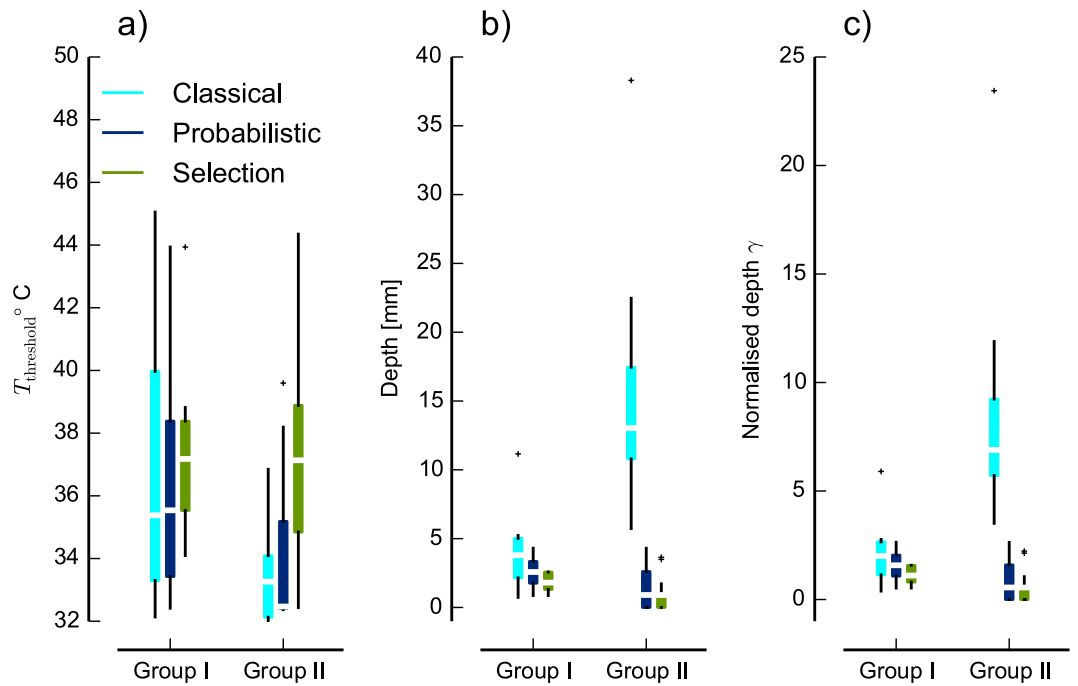 a)
50
48
46
44
42
40
38
36
34
32
T threshold ° C
Classical
Probabilistic
Selection
Group I
Group II
b)
40
35
30
25
20
15
10
5
0
Depth [mm]
Group I
Group II
c)
25
20
15
10
5
0
Normalised depth γ
Group I
Group II